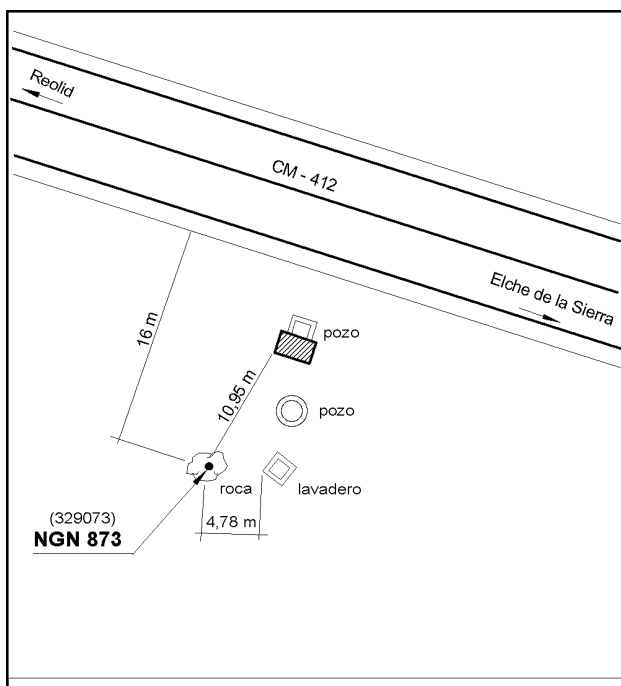 Reolid
CM - 412
Elche de la Sierra
16 m
pozo
10,95 m
pozo
roca
lavadero
4,78 m
(329073)
NGN 873